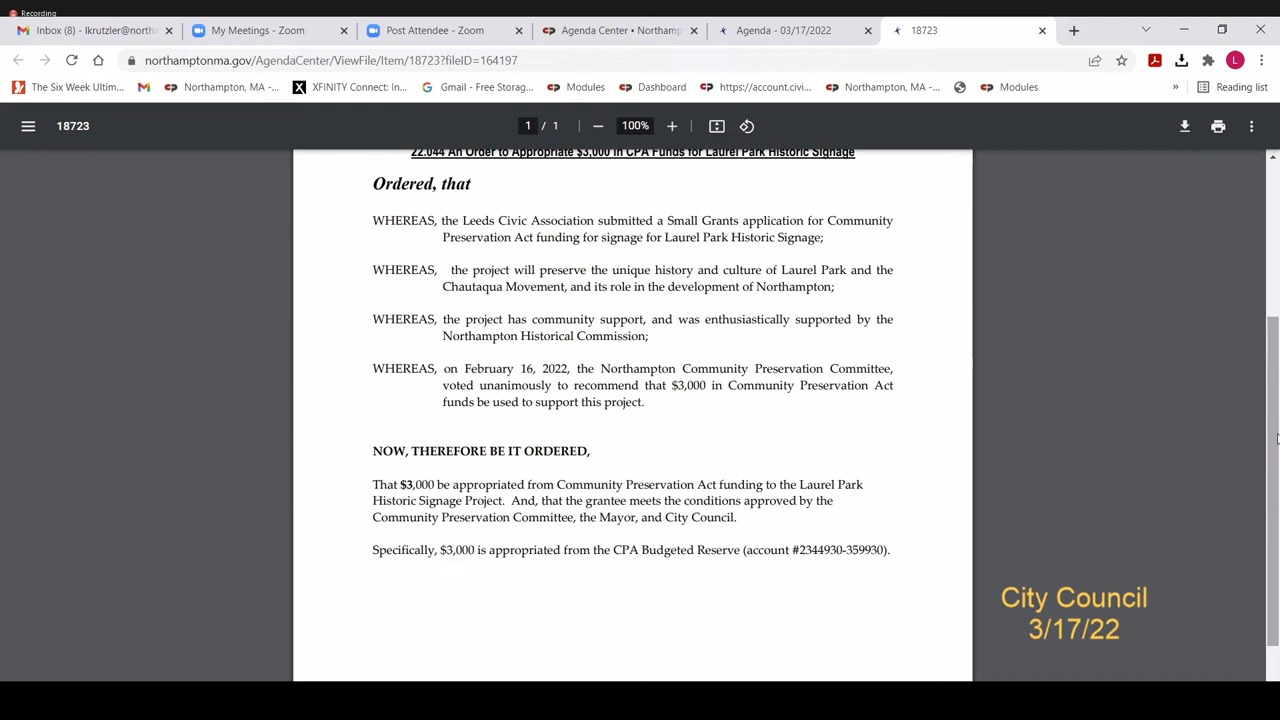 Recording
Inbox (8) - lkrutzler@north
My Meetings - Zoom
Post Attendee - Zoom
Agenda Center • Northamp
Agenda - 03/17/2022
18723
northamptonma.gov/AgendaCenter/ViewFile/Item/18723?fileID=164197
L
The Six Week Ultim...
Northampton, MA -...
XFINITY Connect: In...
Gmail - Free Storag...
Modules
Dashboard
https://account.civi...
Northampton, MA -...
Modules
»
Reading list
18723
1 / 1
100%
22.044 An Order to Appropriate $3,000 in CPA Funds for Laurel Park Historic Signage
Ordered, that
WHEREAS, the Leeds Civic Association submitted a Small Grants application for Community
Preservation Act funding for signage for Laurel Park Historic Signage;
WHEREAS, the project will preserve the unique history and culture of Laurel Park and the
Chautaqua Movement, and its role in the development of Northampton;
WHEREAS, the project has community support, and was enthusiastically supported by the
Northampton Historical Commission;
WHEREAS, on February 16, 2022, the Northampton Community Preservation Committee,
voted unanimously to recommend that $3,000 in Community Preservation Act
funds be used to support this project.
NOW, THEREFORE BE IT ORDERED,
That $3,000 be appropriated from Community Preservation Act funding to the Laurel Park
Historic Signage Project. And, that the grantee meets the conditions approved by the
Community Preservation Committee, the Mayor, and City Council.
Specifically, $3,000 is appropriated from the CPA Budgeted Reserve (account #2344930-359930).
City Council
3/17/22